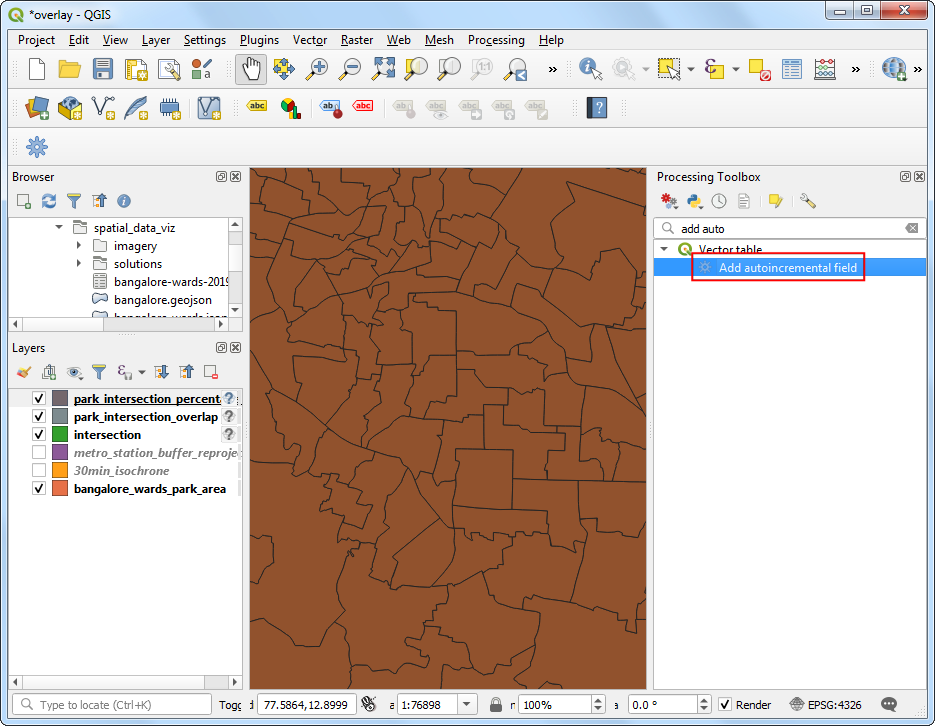 *overlay - QGIS
Project Edit View Layer Settings Plugins Vector Raster Web Mesh Processing Help
Browser
spatial_data_viz
imagery
solutions
bangalore-wards-2019
bangalore.geojson
Layers
park_intersection_percenta
park_intersection_overlap
intersection
metro_station_buffer_reproje
30min_isochrone
bangalore_wards_park_area
Processing Toolbox
add auto
Vector table
Add autoincremental field
Type to locate (Ctrl+K)
Togg
77.5864,12.8999
1:76898
100%
0.0 °
Render
EPSG:4326